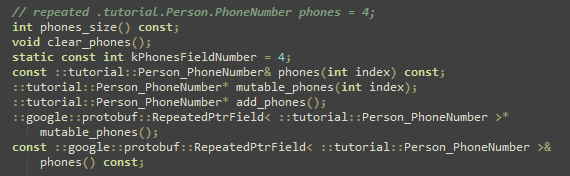 // repeated .tutorial.Person.PhoneNumber phones = 4;
int phones_size() const;
void clear_phones();
static const int kPhonesFieldNumber = 4;
const ::tutorial::Person_PhoneNumber& phones(int index) const;
::tutorial::Person_PhoneNumber* mutable_phones(int index);
::tutorial::Person_PhoneNumber* add_phones();
::google::protobuf::RepeatedPtrField< ::tutorial::Person_PhoneNumber >*
    mutable_phones();
const ::google::protobuf::RepeatedPtrField< ::tutorial::Person_PhoneNumber >&
    phones() const;